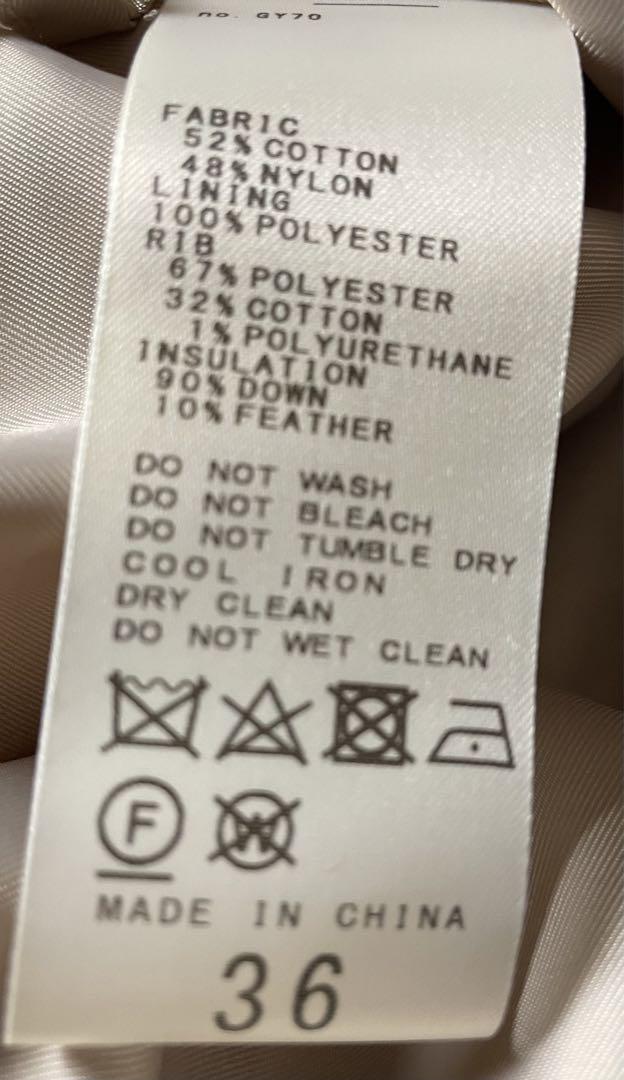 no. GY70
FABRIC
52% COTTON
48% NYLON
LINING
100% POLYESTER
RIB
67% POLYESTER
32% COTTON
1% POLYURETHANE
INSULATION
90% DOWN
10% FEATHER
DO NOT WASH
DO NOT BLEACH
DO NOT TUMBLE DRY
COOL IRON
DRY CLEAN
DO NOT WET CLEAN
F W
MADE IN CHINA
36